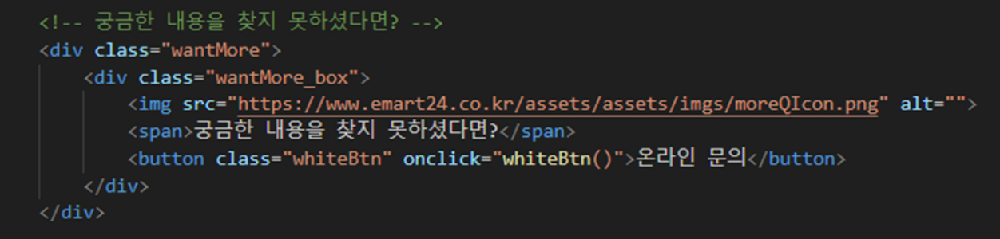 <!-- 궁금한 내용을 찾지 못하셨다면? -->
<div class="wantMore">
<div class="wantMore_box">
<img src="https://www.emart24.co.kr/assets/assets/imgs/moreQIcon.png" alt="">
<span>궁금한 내용을 찾지 못하셨다면?</span>
<button class="whiteBtn" onclick="whiteBtn()">온라인 문의</button>
</div>
</div>